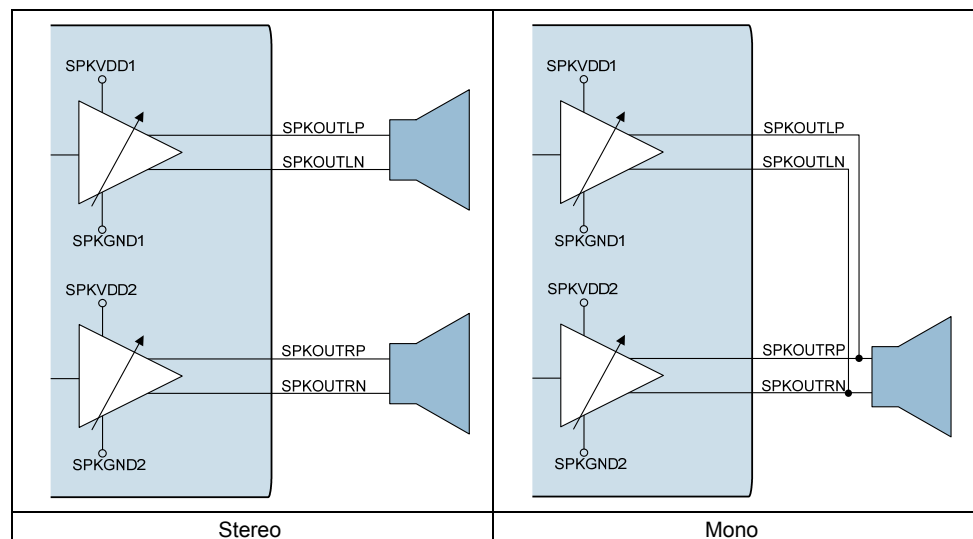 SPKVDD1
SPKOUTLP
SPKOUTLN
SPKGND1
SPKVDD2
SPKOUTRP
SPKOUTRN
SPKGND2
Stereo
SPKVDD1
SPKOUTLP
SPKOUTLN
SPKGND1
SPKVDD2
SPKOUTRP
SPKOUTRN
SPKGND2
Mono